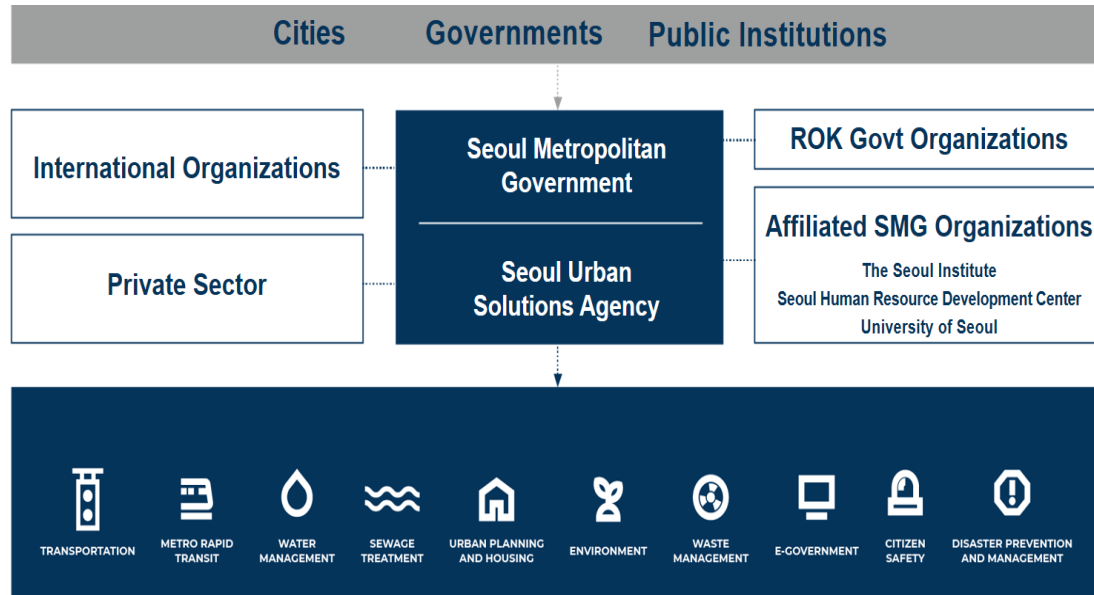 Cities Governments Public Institutions
International Organizations
Private Sector
Seoul Metropolitan
Government
Seoul Urban
Solutions Agency
ROK Govt Organizations
Affiliated SMG Organizations
The Seoul Institute
Seoul Human Resource Development Center
University of Seoul
TRANSPORTATION
METRO RAPID
TRANSIT
WATER
MANAGEMENT
SEWAGE
TREATMENT
URBAN PLANNING
AND HOUSING
ENVIRONMENT
WASTE
MANAGEMENT
E-GOVERNMENT
CITIZEN
SAFETY
DISASTER PREVENTION
AND MANAGEMENT